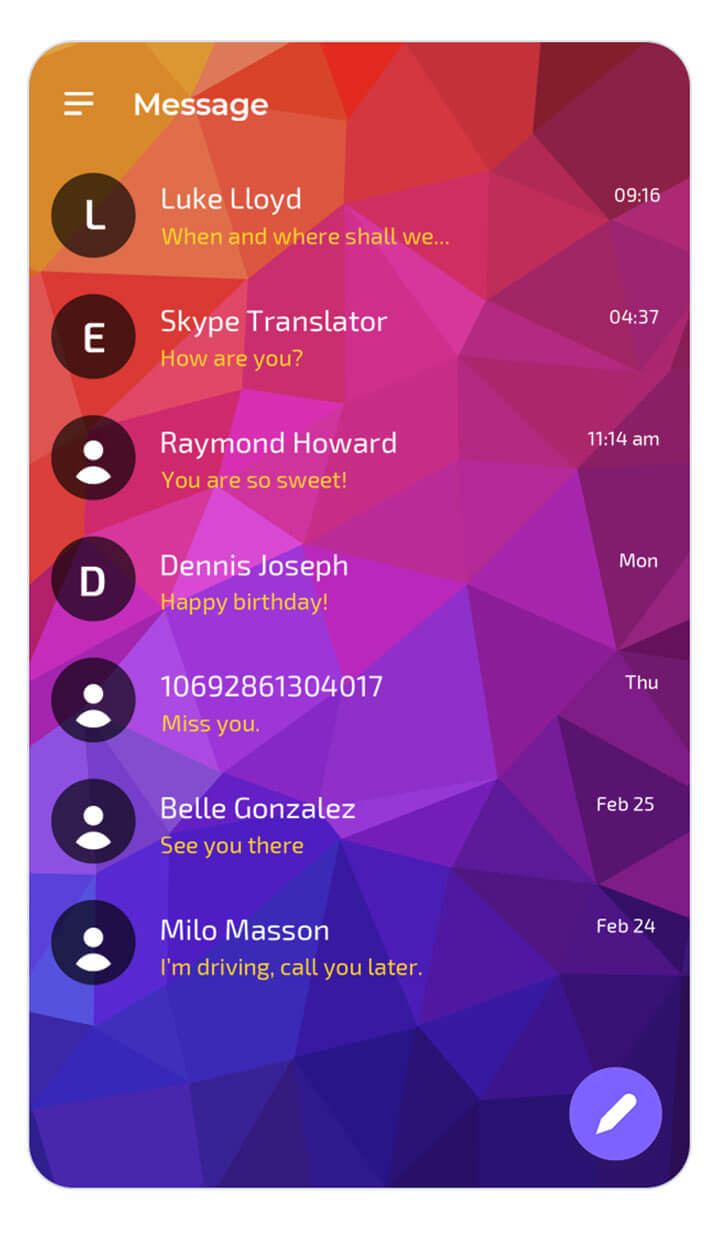 Message
L
Luke Lloyd
09:16
When and where shall we...
E
Skype Translator
04:37
How are you?
Raymond Howard
11:14 am
You are so sweet!
D
Dennis Joseph
Mon
Happy birthday!
10692861304017
Thu
Miss you.
Belle Gonzalez
Feb 25
See you there
Milo Masson
Feb 24
I'm driving, call you later.